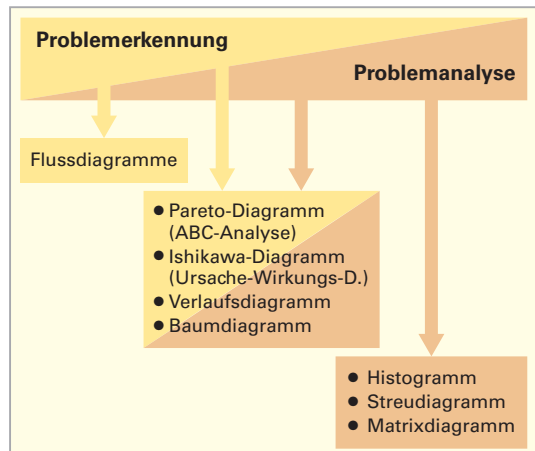 Problemerkennung
Problemanalyse
Flussdiagramme
● Pareto-Diagramm
(ABC-Analyse)
● Ishikawa-Diagramm
(Ursache-Wirkungs-D.)
● Verlaufsdiagramm
● Baumdiagramm
● Histogramm
● Streudiagramm
● Matrixdiagramm